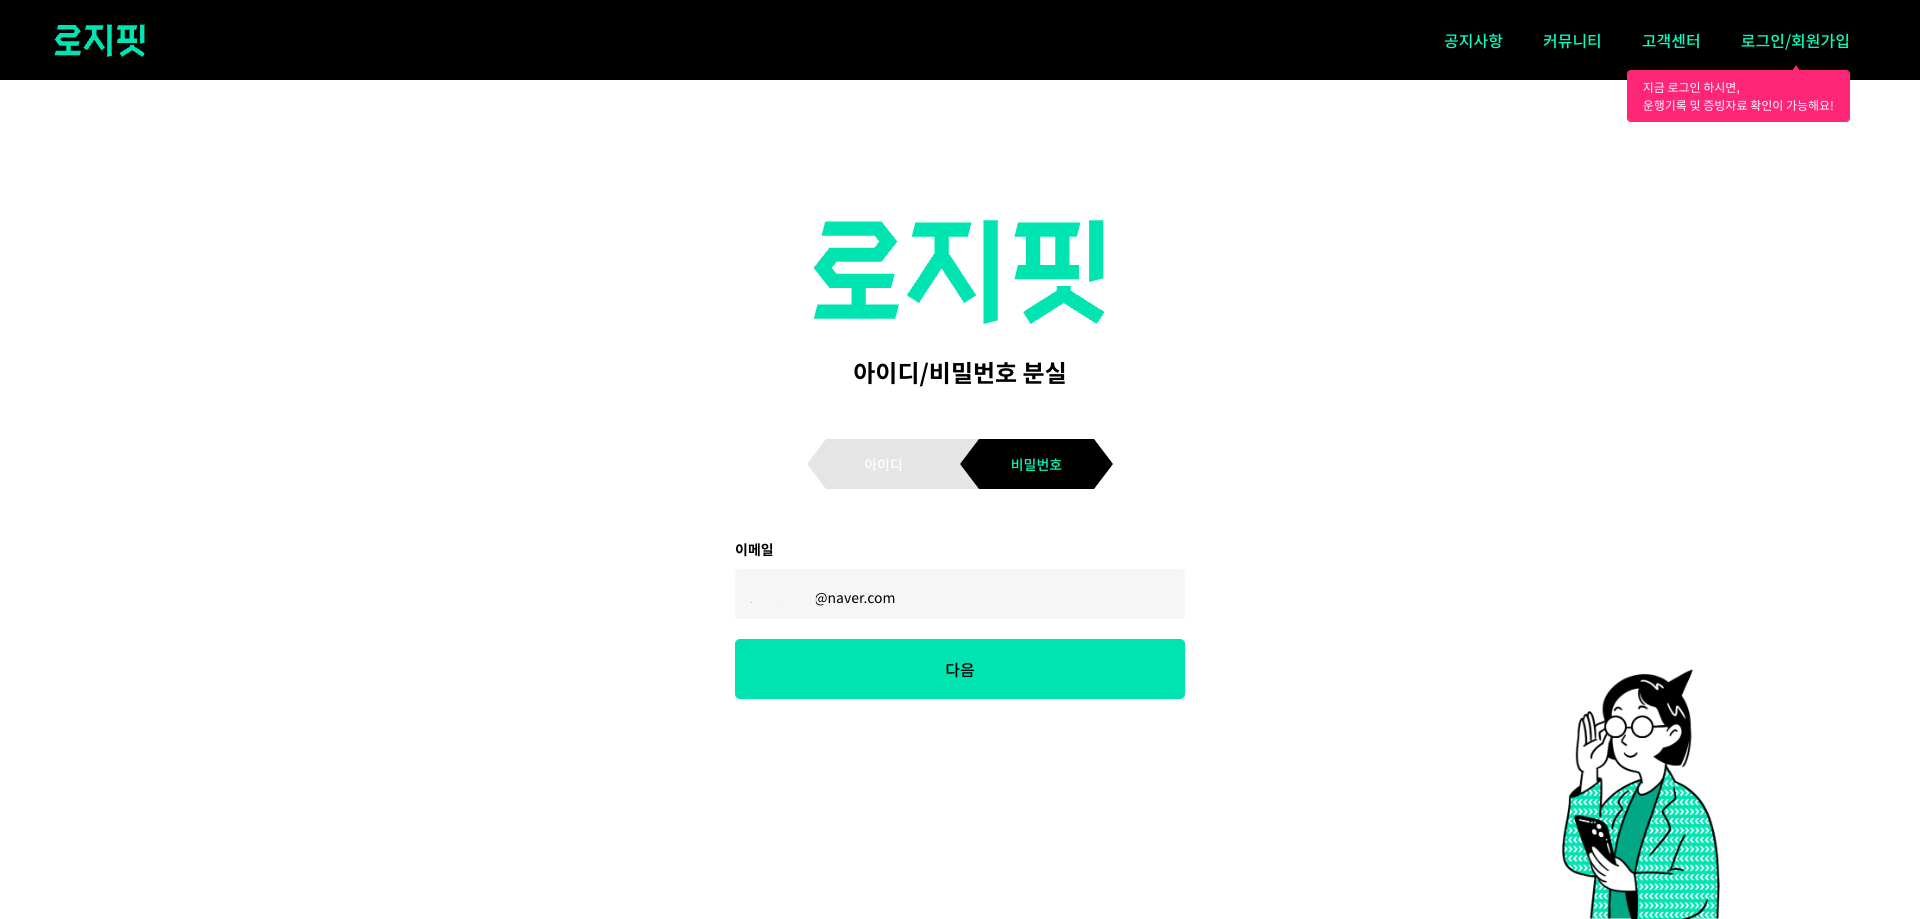 로지핏
공지사항 커뮤니티 고객센터 로그인/회원가입
지금 로그인 하시면,
운행기록 및 증빙자료 확인이 가능해요!
로지핏
아이디/비밀번호 분실
아이디 비밀번호
이메일
@naver.com
다음